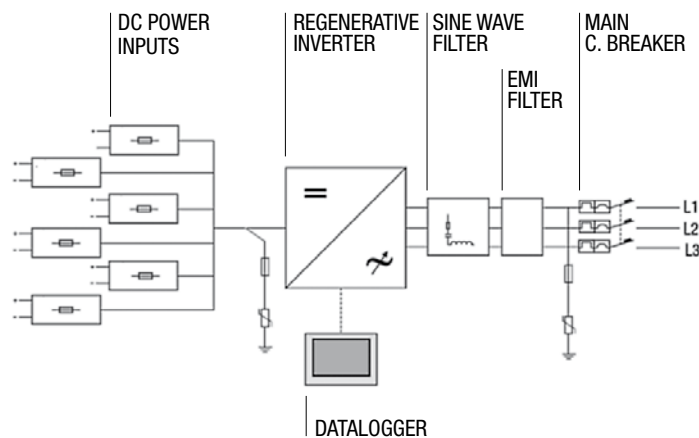 DC POWER
INPUTS
REGENERATIVE
INVERTER
SINE WAVE
FILTER
EMI
FILTER
MAIN
C. BREAKER
L1
L2
L3
DATALOGGER